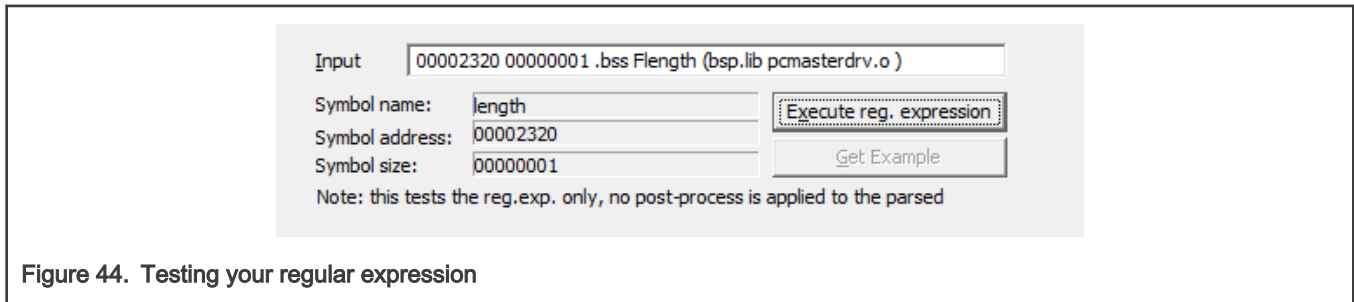 Input 00002320 00000001 .bss Flength (bsp.lib pcmasterdrv.o )
Symbol name: length Execute reg. expression
Symbol address: 00002320
Symbol size: 00000001 Get Example
Note: this tests the reg.exp. only, no post-process is applied to the parsed
Figure 44. Testing your regular expression